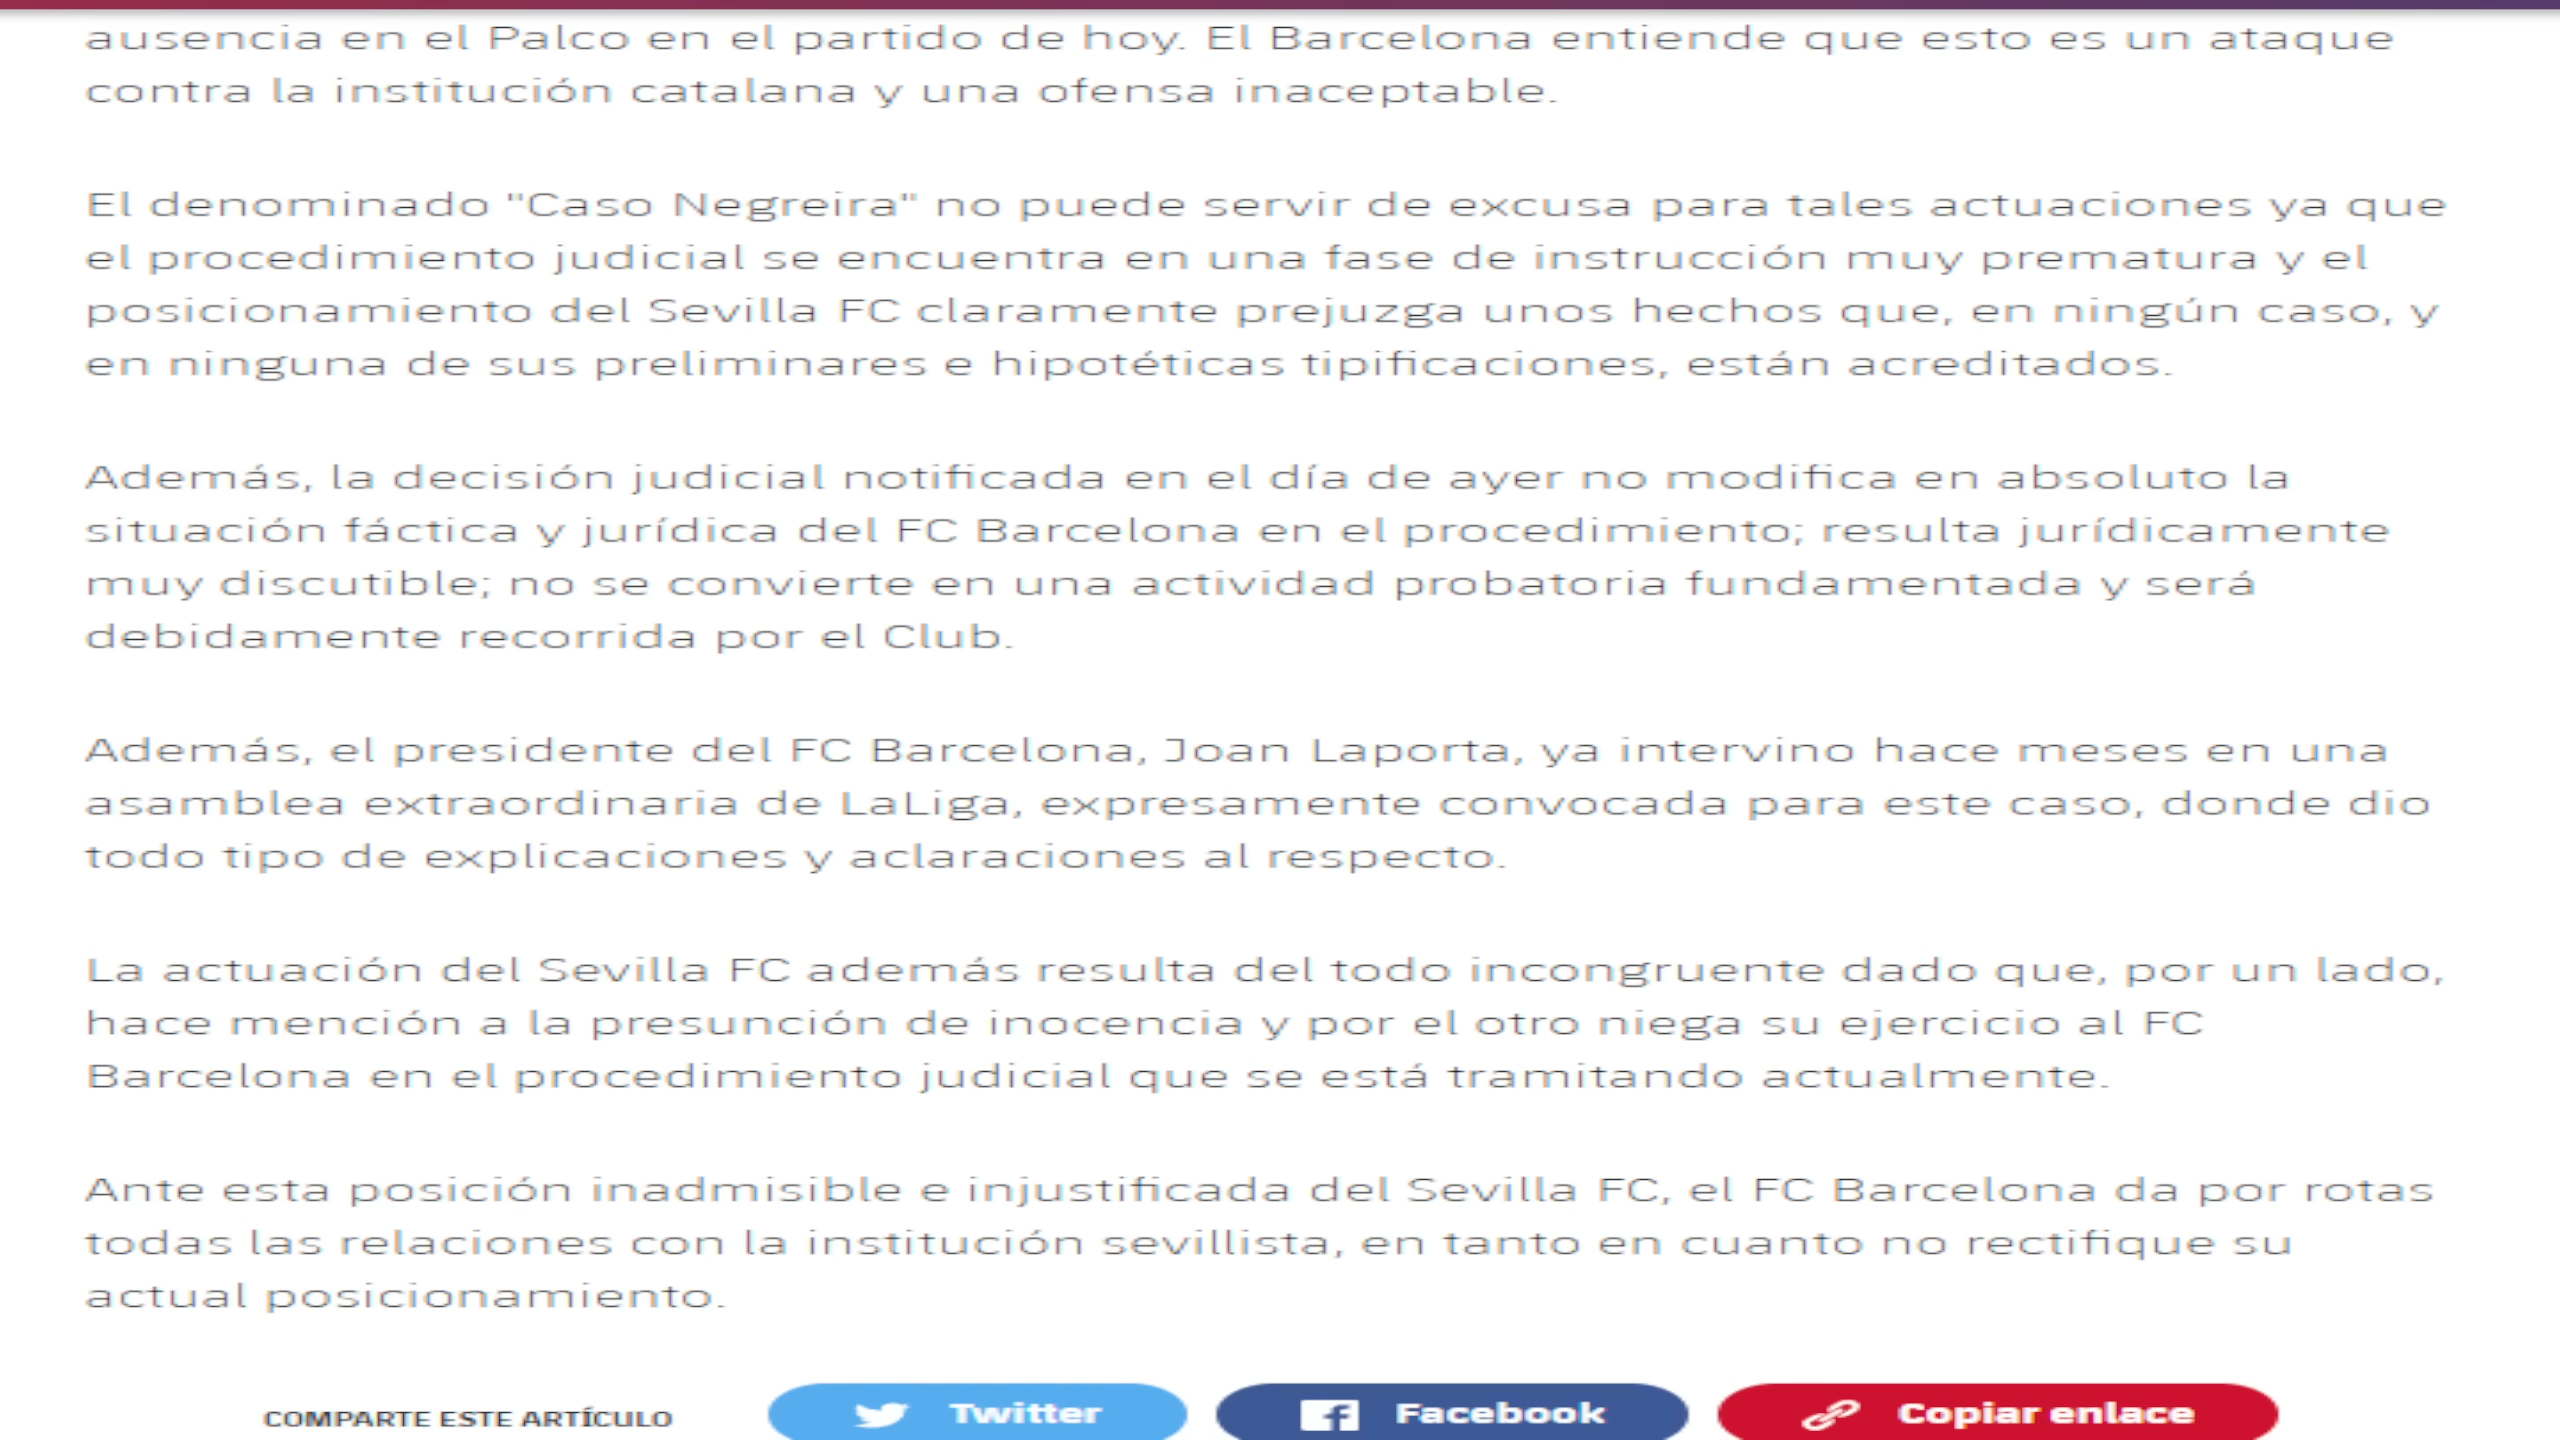 ausencia en el Palco en el partido de hoy. El Barcelona entiende que esto es un ataque
contra la institución catalana y una ofensa inaceptable.
El denominado "Caso Negreira" no puede servir de excusa para tales actuaciones ya que
el procedimiento judicial se encuentra en una fase de instrucción muy prematura y el
posicionamiento del Sevilla FC claramente prejuzga unos hechos que, en ningún caso, y
en ninguna de sus preliminares e hipotéticas tipificaciones, están acreditados.
Además, la decisión judicial notificada en el día de ayer no modifica en absoluto la
situación fáctica y jurídica del FC Barcelona en el procedimiento; resulta jurídicamente
muy discutible; no se convierte en una actividad probatoria fundamentada y será
debidamente recorrida por el Club.
Además, el presidente del FC Barcelona, Joan Laporta, ya intervino hace meses en una
asamblea extraordinaria de LaLiga, expresamente convocada para este caso, donde dio
todo tipo de explicaciones y aclaraciones al respecto.
La actuación del Sevilla FC además resulta del todo incongruente dado que, por un lado,
hace mención a la presunción de inocencia y por el otro niega su ejercicio al FC
Barcelona en el procedimiento judicial que se está tramitando actualmente.
Ante esta posición inadmisible e injustificada del Sevilla FC, el FC Barcelona da por rotas
todas las relaciones con la institución sevillista, en tanto en cuanto no rectifique su
actual posicionamiento.
COMPARTE ESTE ARTÍCULO Twitter Facebook Copiar enlace